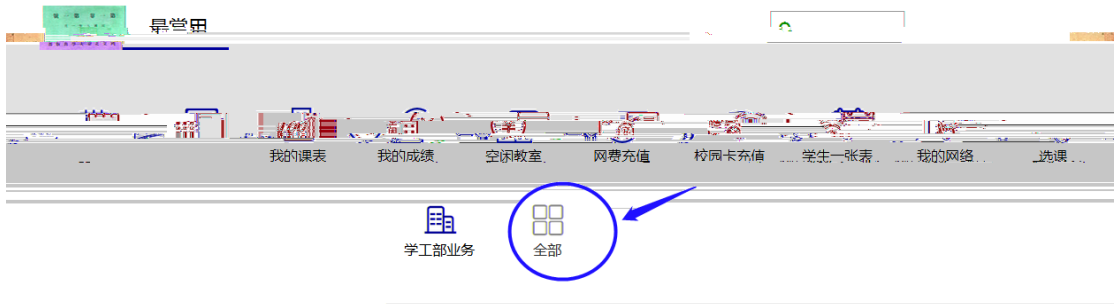 最常用
我的课表 我的成绩 空闲教室 网费充值 校园卡充值 学生一张表 我的网络 选课
学工部业务 全部